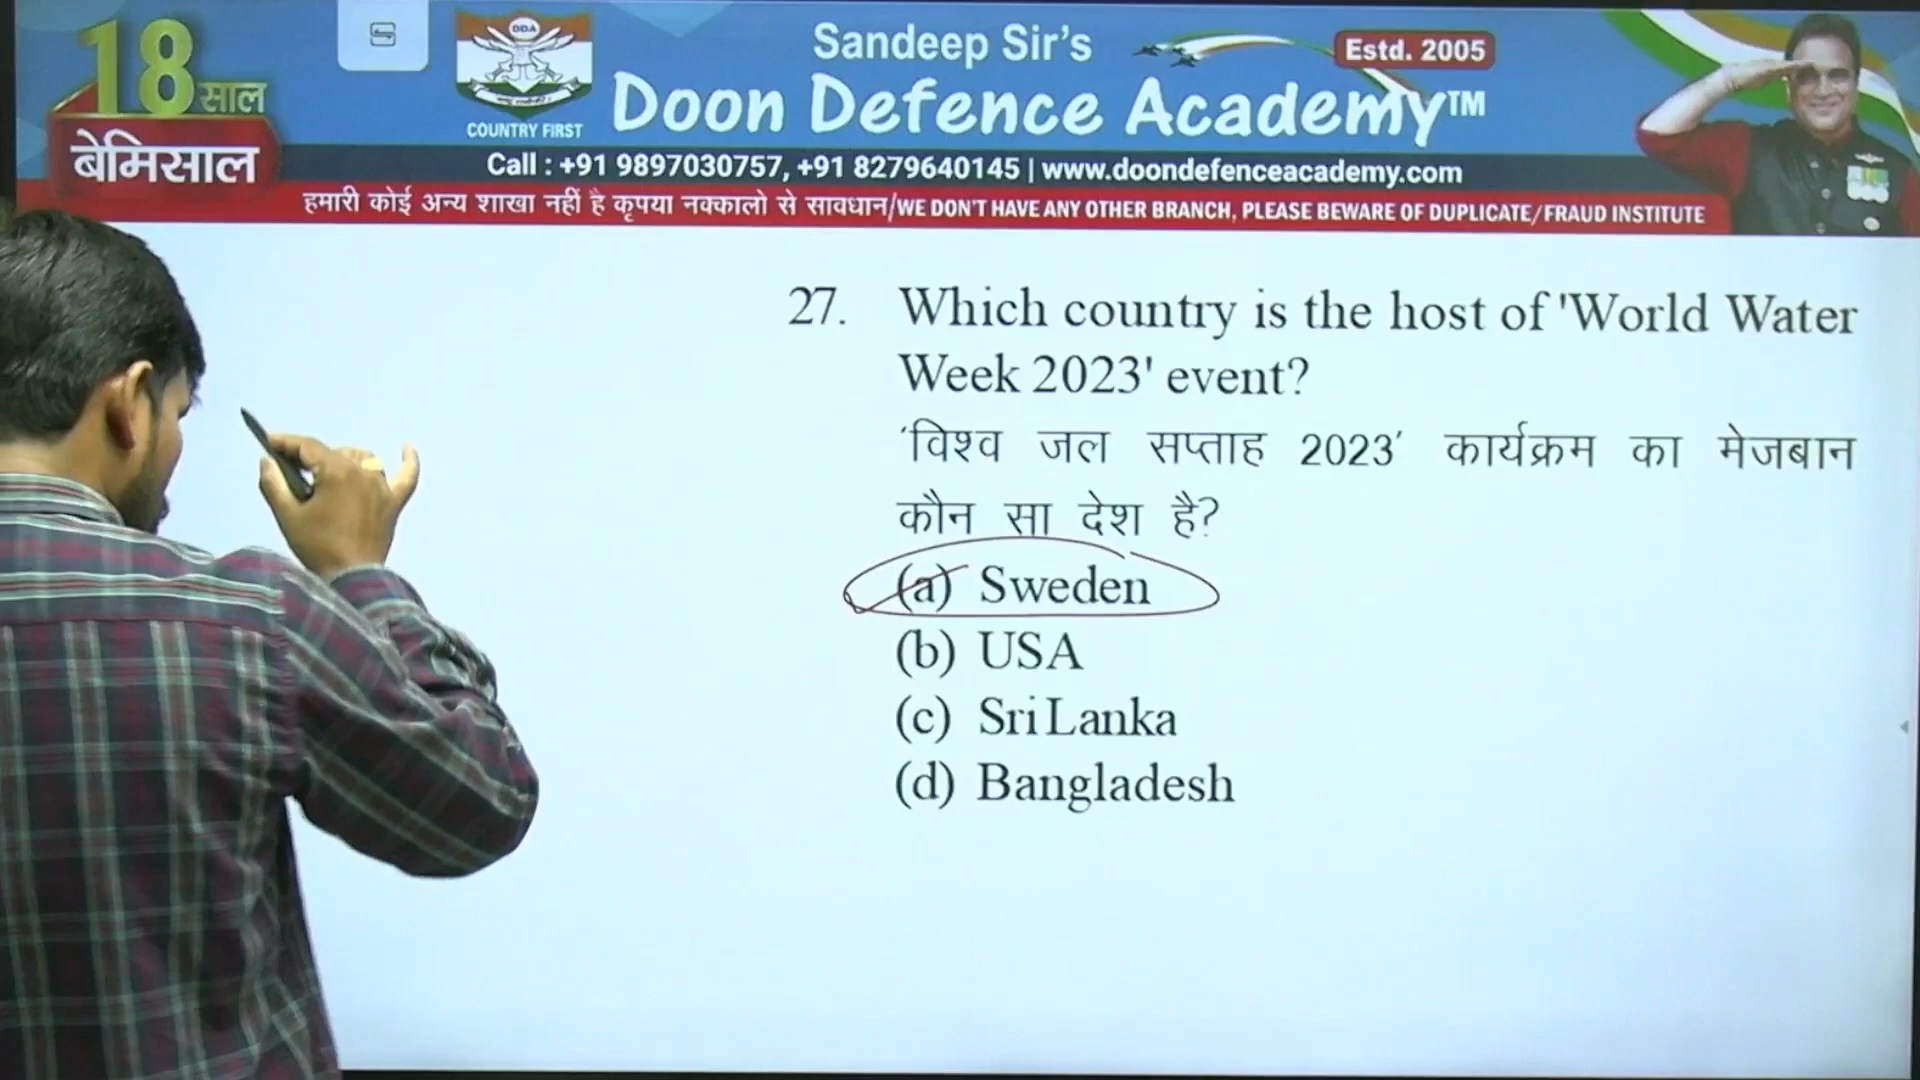 18 साल
बेमिसाल
DDA
COUNTRY FIRST
Sandeep Sir's
Estd. 2005
Doon Defence Academy™
Call : +91 9897030757, +91 8279640145 | www.doondefenceacademy.com
हमारी कोई अन्य शाखा नहीं है कृपया नक्कालो से सावधान/WE DON'T HAVE ANY OTHER BRANCH, PLEASE BEWARE OF DUPLICATE/FRAUD INSTITUTE
27. Which country is the host of 'World Water
Week 2023' event?
'विश्व जल सप्ताह 2023' कार्यक्रम का मेजबान
कौन सा देश है?
(a) Sweden
(b) USA
(c) Sri Lanka
(d) Bangladesh